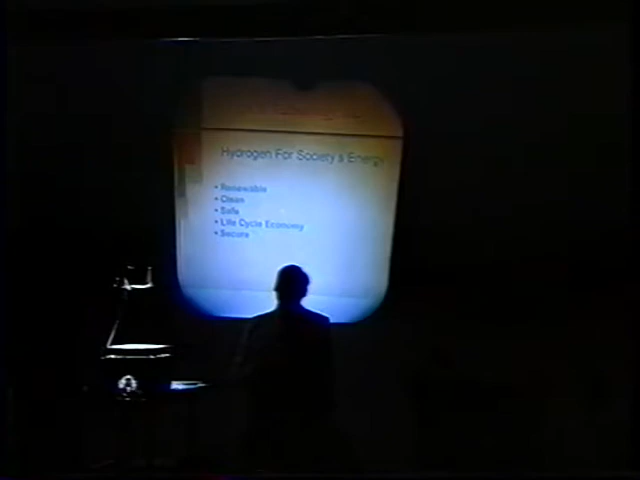 Hydrogen For Society & Energy
• Renewable
• Clean
• Safe
• Life Cycle Economy
• Secure